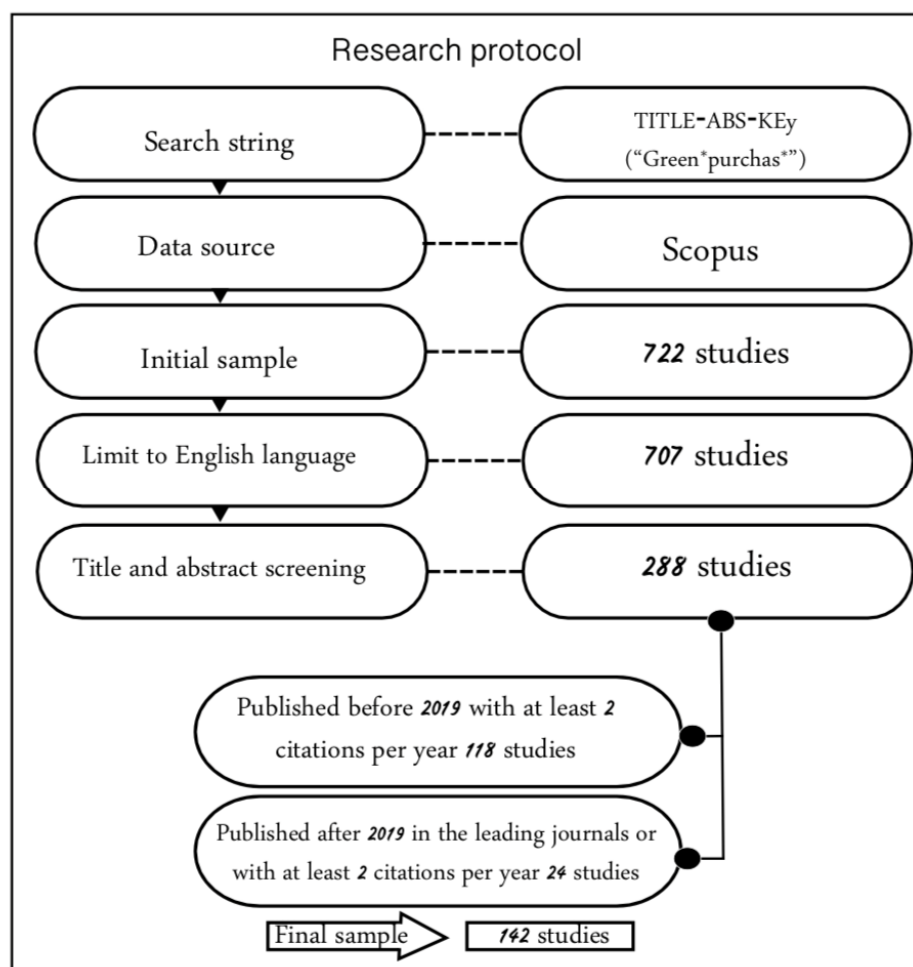 Research protocol
Search string
TITLE-ABS-KEy
("Green*purchas*")
Data source
Scopus
Initial sample
722 studies
Limit to English language
707 studies
Title and abstract screening
288 studies
Published before 2019 with at least 2
citations per year 118 studies
Published after 2019 in the leading journals or
with at least 2 citations per year 24 studies
Final sample
142 studies